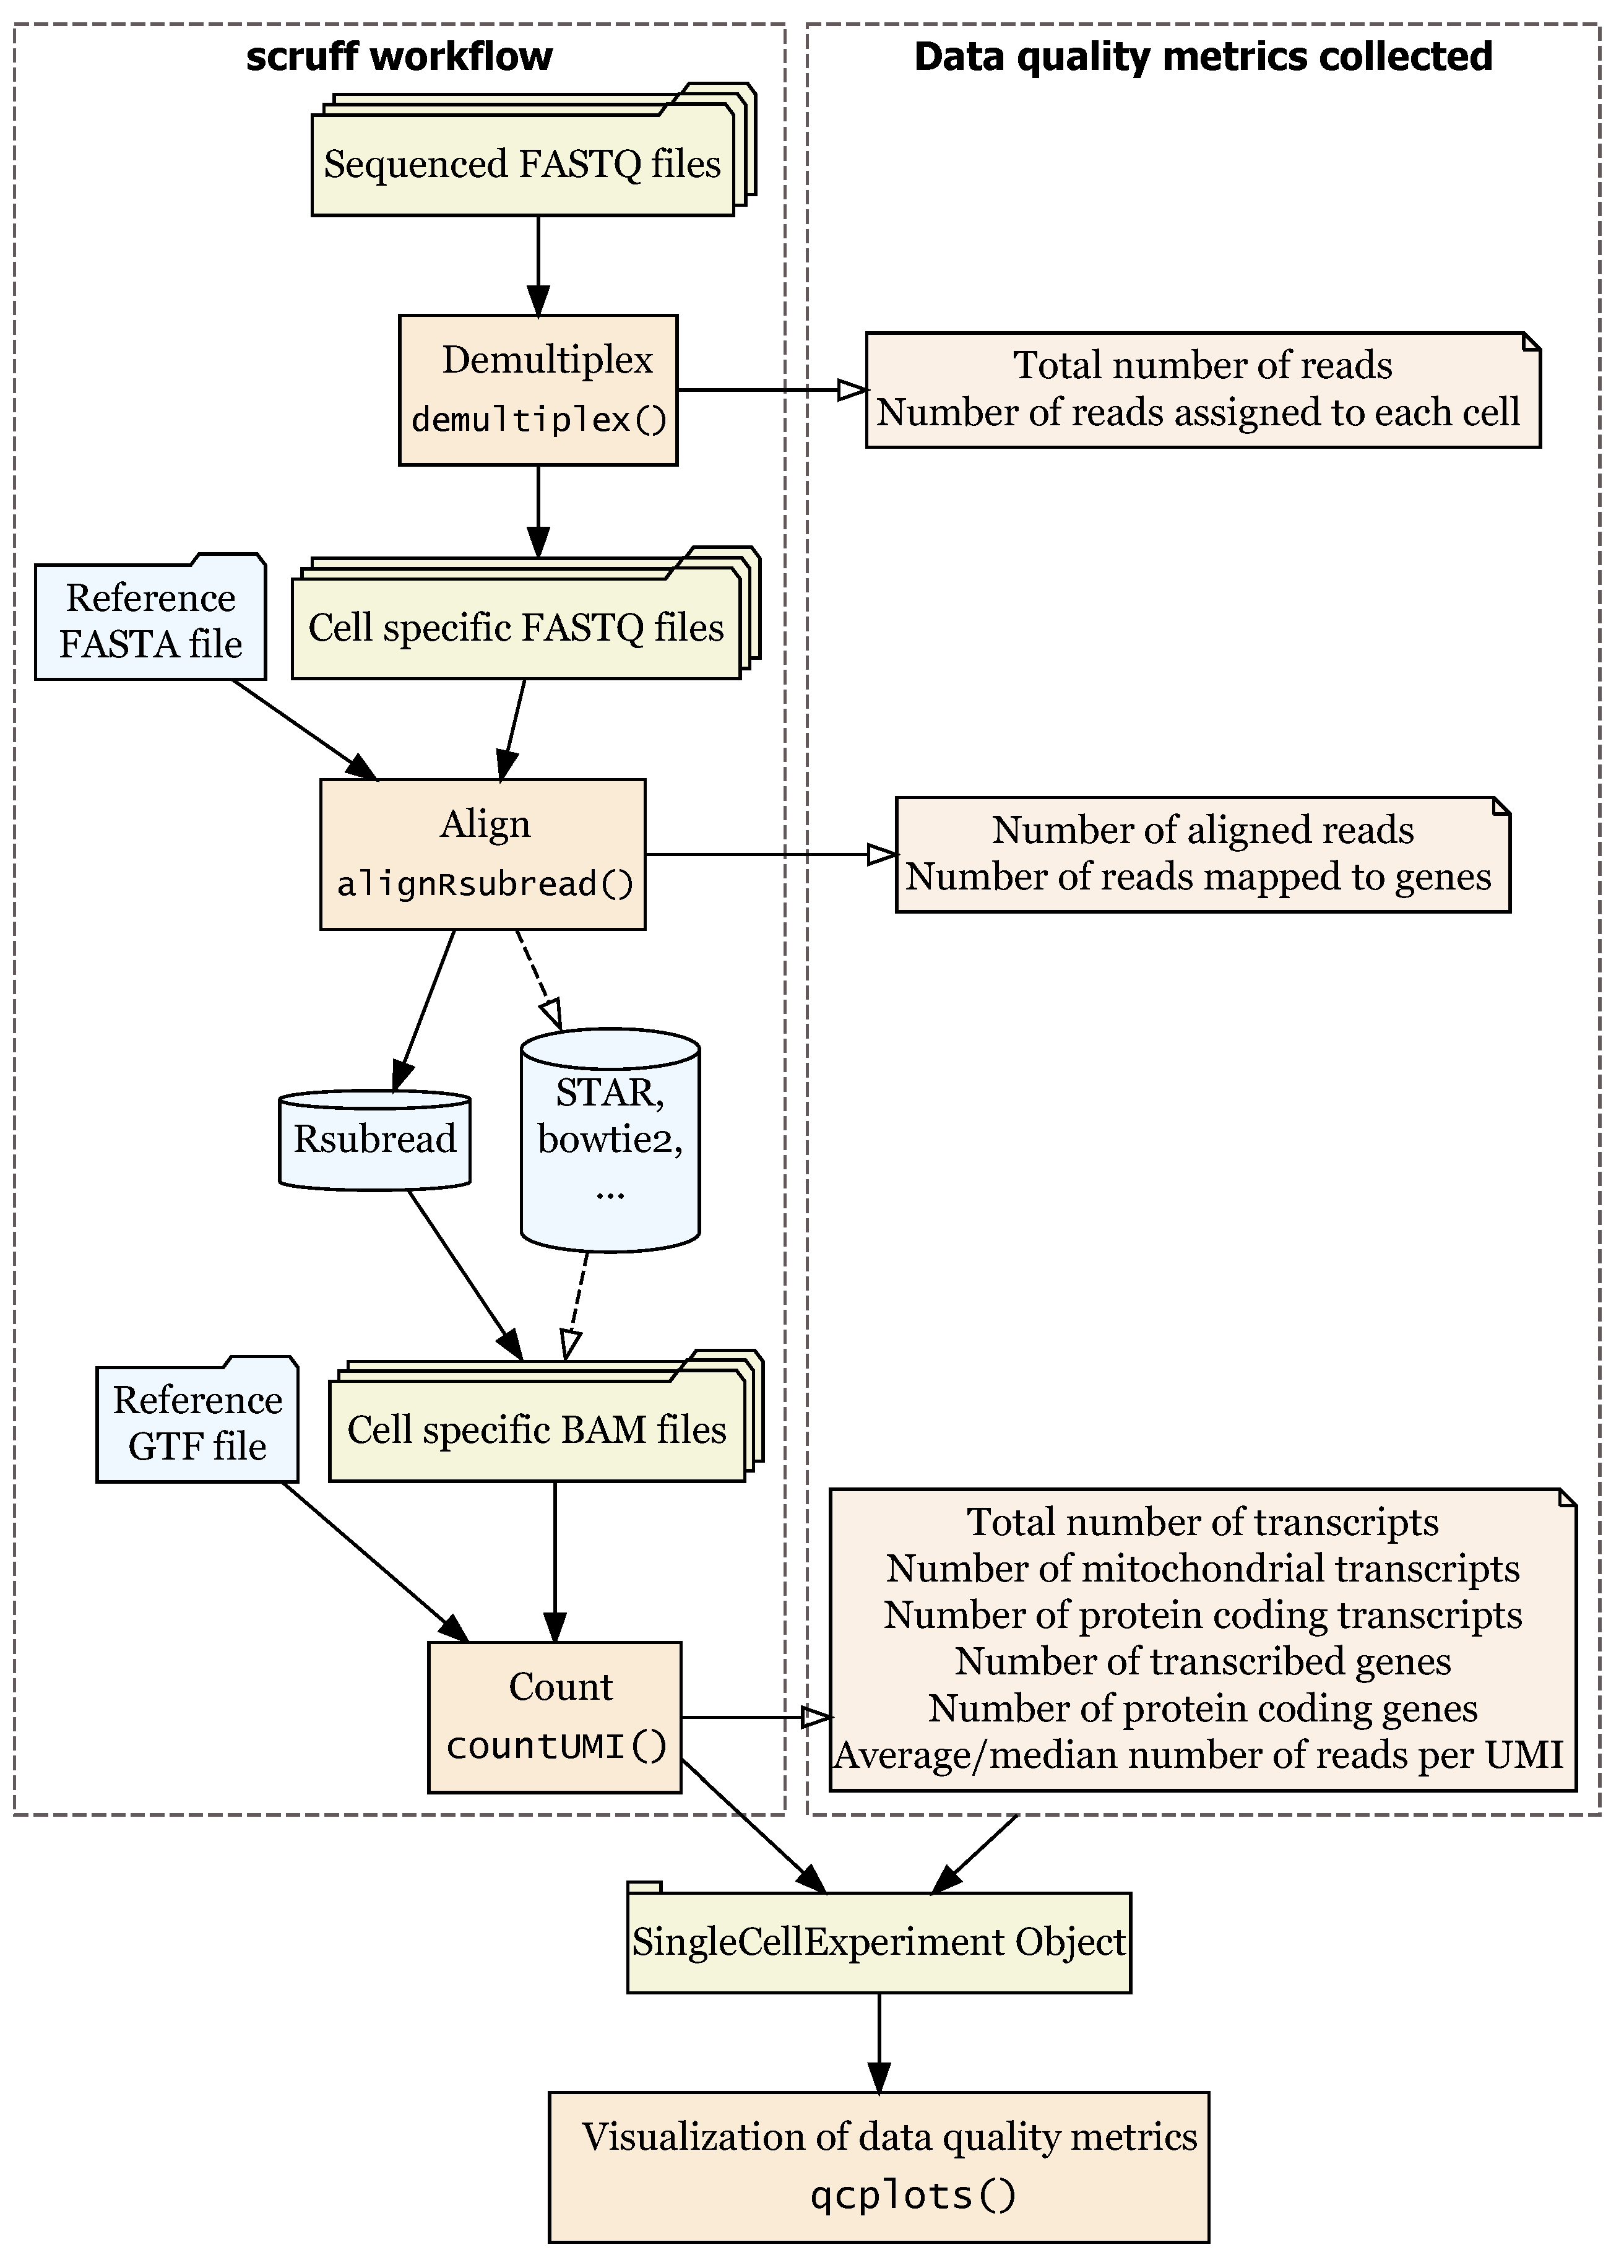 scruff workflow
Data quality metrics collected
Sequenced FASTQ files
Demultiplex
demultiplex()
Total number of reads
Number of reads assigned to each cell
Reference
FASTA file
Cell specific FASTQ files
Align
alignRsubread()
Number of aligned reads
Number of reads mapped to genes
Rsubread
STAR,
bowtie2,
...
Reference
GTF file
Cell specific BAM files
Count
countUMI()
Total number of transcripts
Number of mitochondrial transcripts
Number of protein coding transcripts
Number of transcribed genes
Number of protein coding genes
Average/median number of reads per UMI
SingleCellExperiment Object
Visualization of data quality metrics
qcplots()